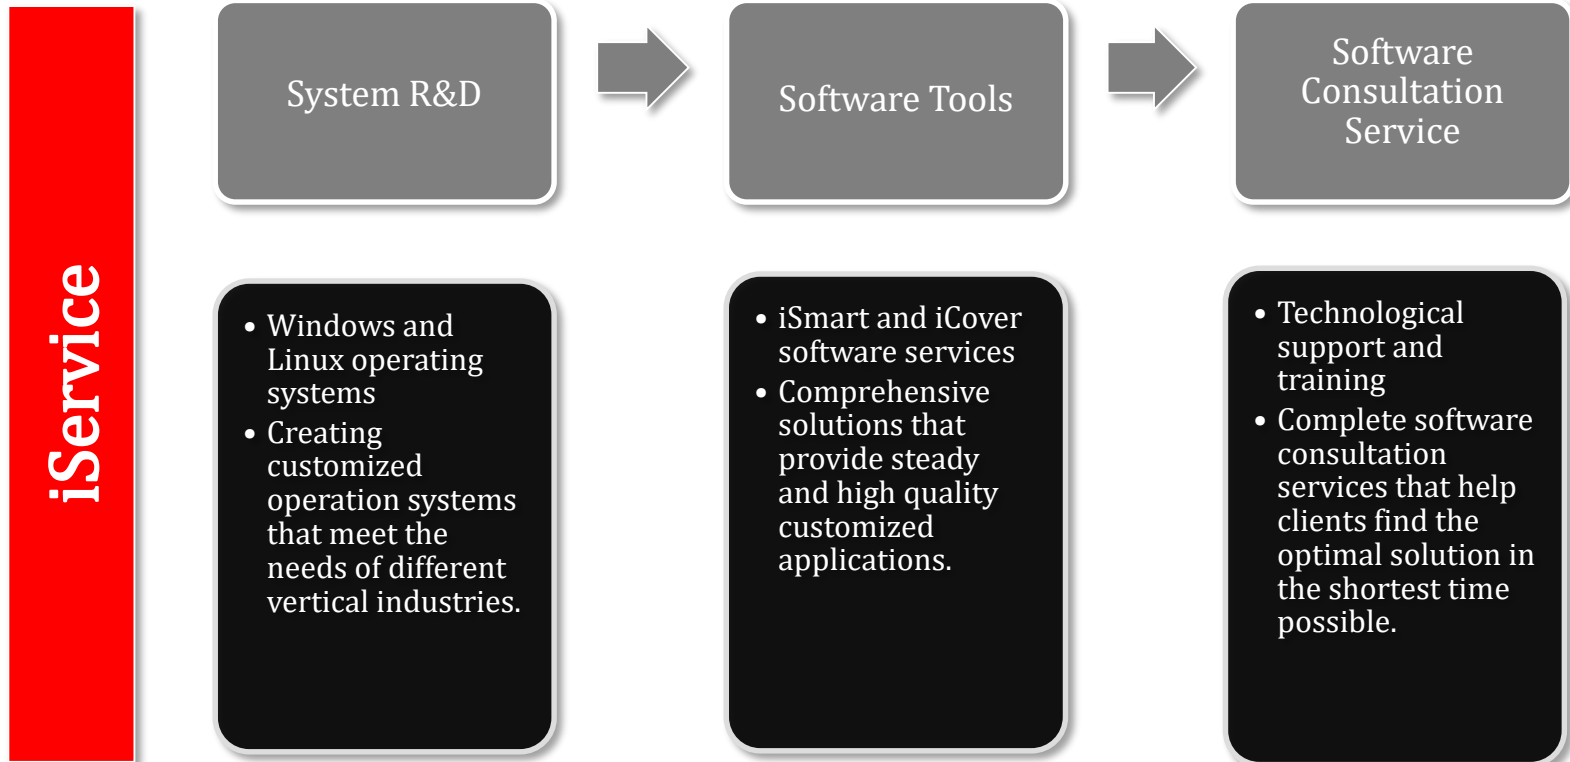 iService
System R&D
Software Tools
Software
Consultation
Service
• Windows and
Linux operating
systems
• Creating
customized
operation systems
that meet the
needs of different
vertical industries.
• iSmart and iCover
software services
• Comprehensive
solutions that
provide steady
and high quality
customized
applications.
• Technological
support and
training
• Complete software
consultation
services that help
clients find the
optimal solution in
the shortest time
possible.